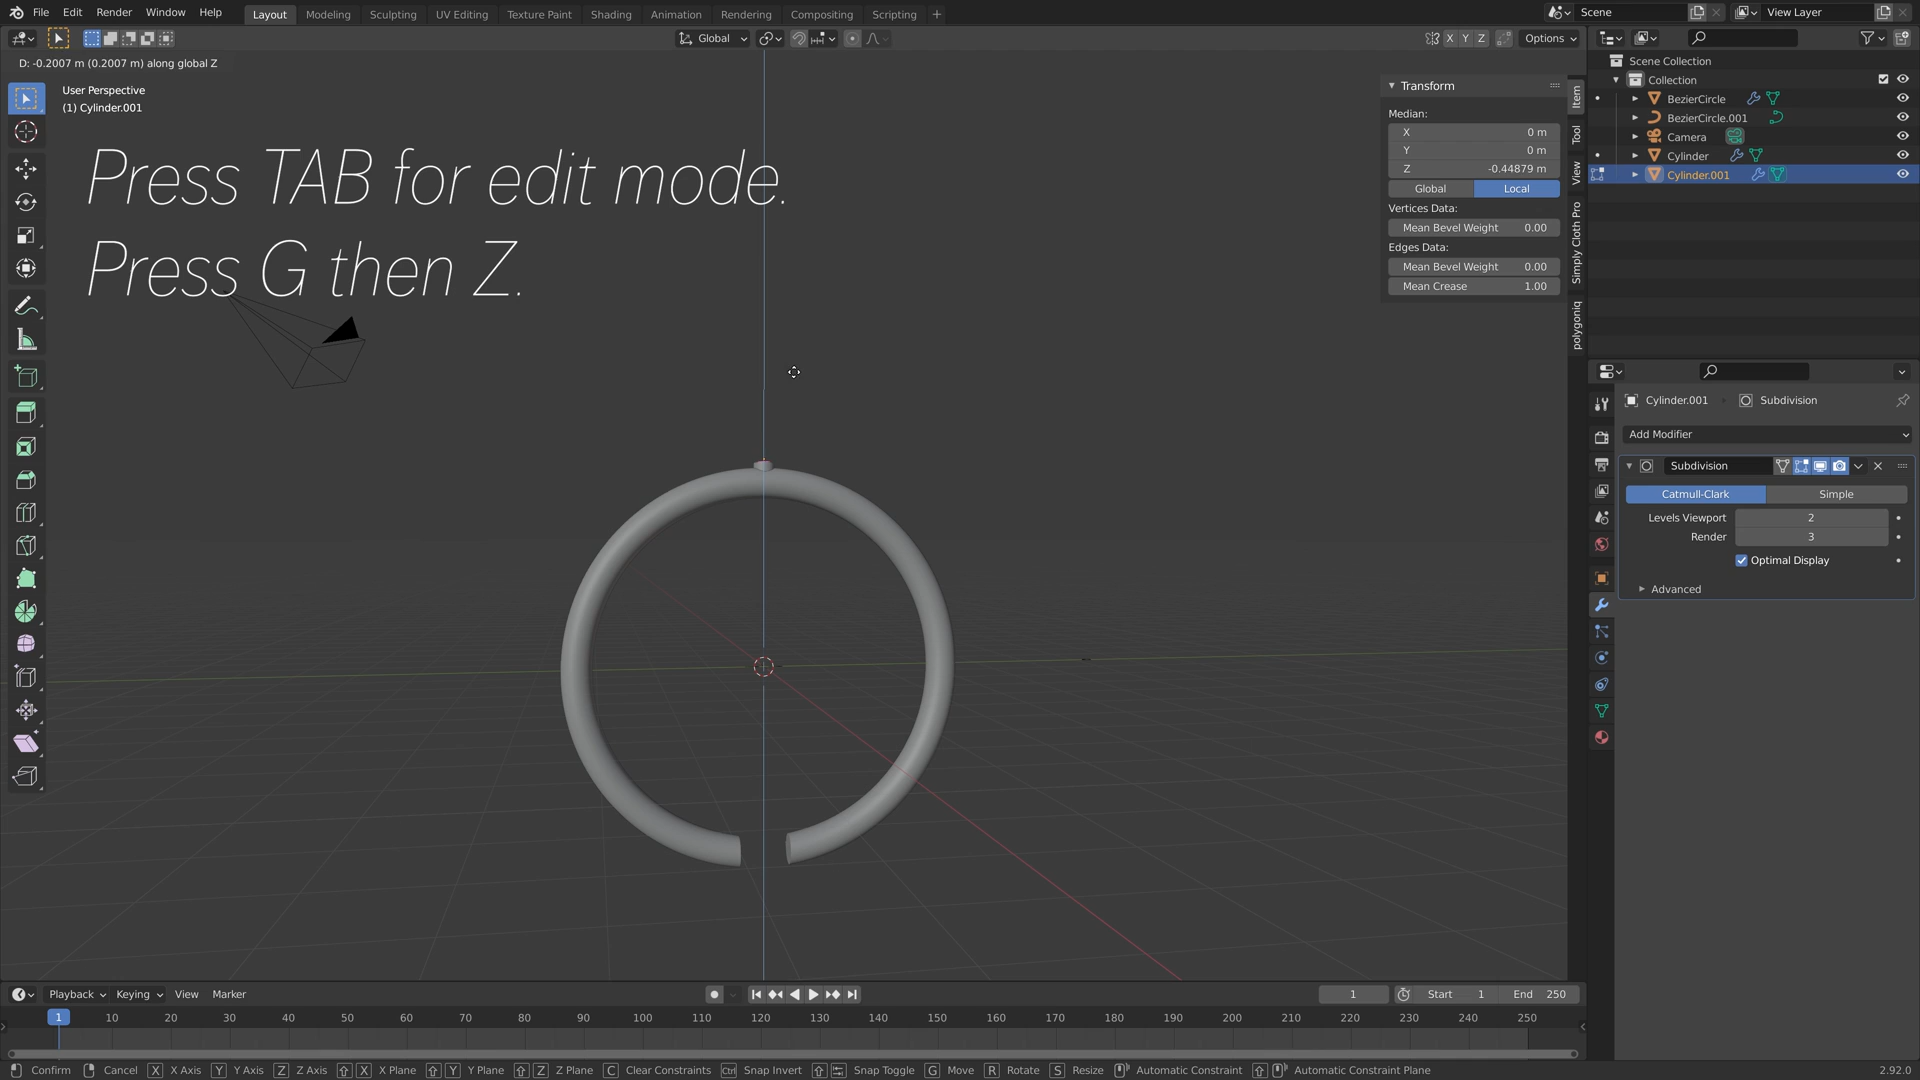 File Edit Render Window Help Layout Modeling Sculpting UV Editing Texture Paint Shading Animation Rendering Compositing Scripting + Scene View Layer
Global X Y Z Options
D: -0.2007 m (0.2007 m) along global Z
User Perspective
(1) Cylinder.001
Press TAB for edit mode.
Press G then Z.
Transform
Median:
X 0 m
Y 0 m
Z -0.44879 m
Global Local
Vertices Data:
Mean Bevel Weight 0.00
Edges Data:
Mean Bevel Weight 0.00
Mean Crease 1.00
Item
Tool
View
Simply Cloth Pro
polygoniq
Scene Collection
Collection
BezierCircle
BezierCircle.001
Camera
Cylinder
Cylinder.001
Cylinder.001 Subdivision
Add Modifier
Subdivision
Catmull-Clark Simple
Levels Viewport 2
Render 3
Optimal Display
Advanced
Playback Keying View Marker 1 Start 1 End 250
1 10 20 30 40 50 60 70 80 90 100 110 120 130 140 150 160 170 180 190 200 210 220 230 240 250
Confirm Cancel X X Axis Y Y Axis Z Z Axis X X Plane Y Y Plane Z Z Plane C Clear Constraints Ctrl Snap Invert Snap Toggle G Move R Rotate S Resize Automatic Constraint Automatic Constraint Plane 2.92.0